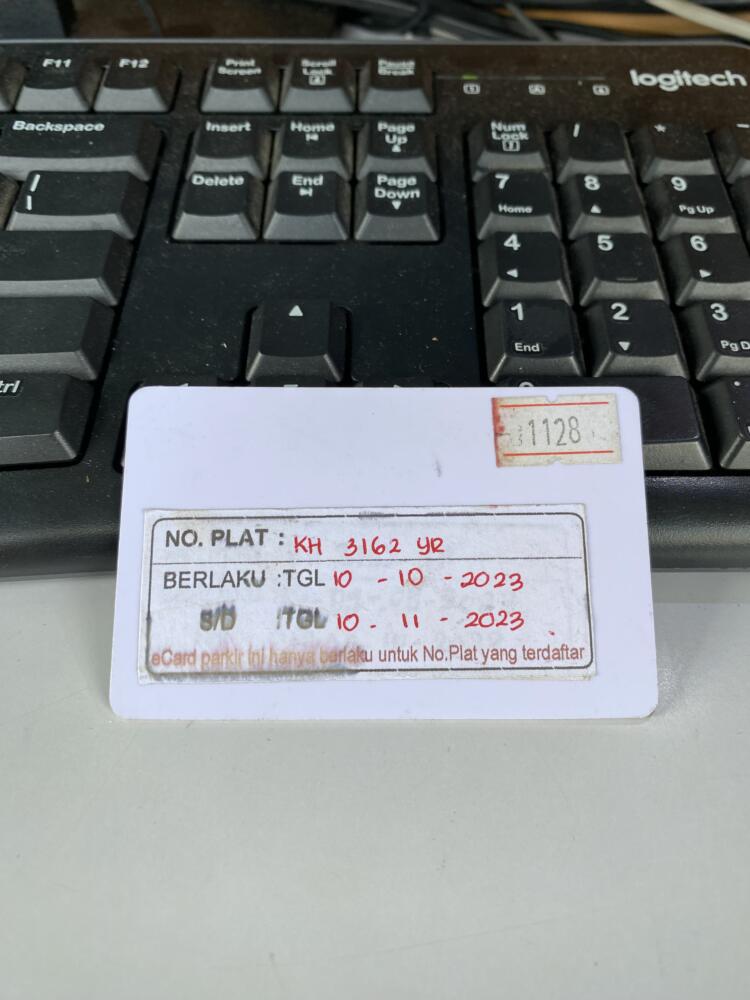 F11 F12 Print Screen Scroll Lock Pause Break
logitech
Backspace Insert Home Page Up Num Lock / *
Delete End Page Down 7 Home 8 9 Pg Up
4 5 6
1 End 2 3 Pg D
trl
1128
NO. PLAT : KH 3162 YR
BERLAKU :TGL 10 - 10 - 2023
S/D :TGL 10 - 11 - 2023
eCard parkir ini hanya berlaku untuk No.Plat yang terdaftar